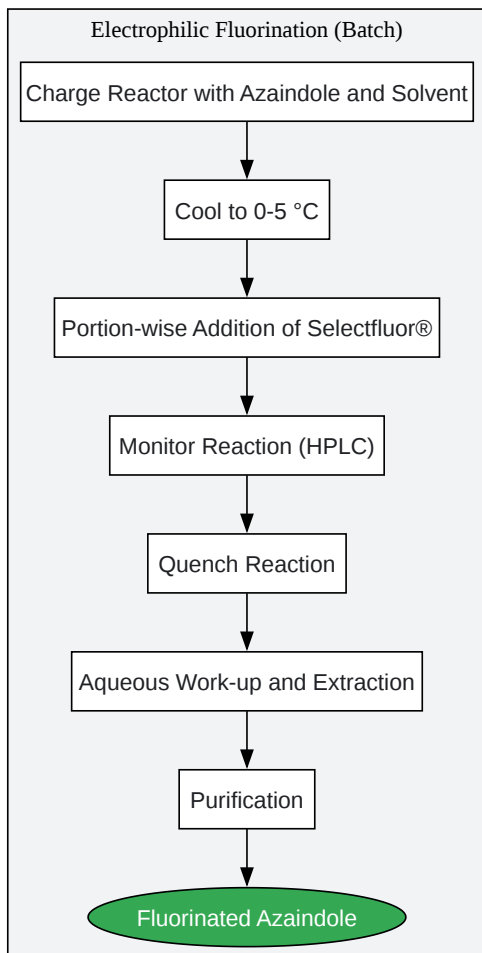 Electrophilic Fluorination (Batch)
Charge Reactor with Azaindole and Solvent
Cool to 0-5 °C
Portion-wise Addition of Selectfluor®
Monitor Reaction (HPLC)
Quench Reaction
Aqueous Work-up and Extraction
Purification
Fluorinated Azaindole